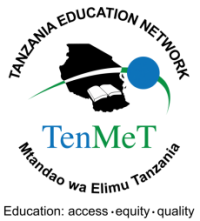 TANZANIA EDUCATION NETWORK
TenMeT
Mtandao wa Elimu Tanzania
Education: access • equity • quality